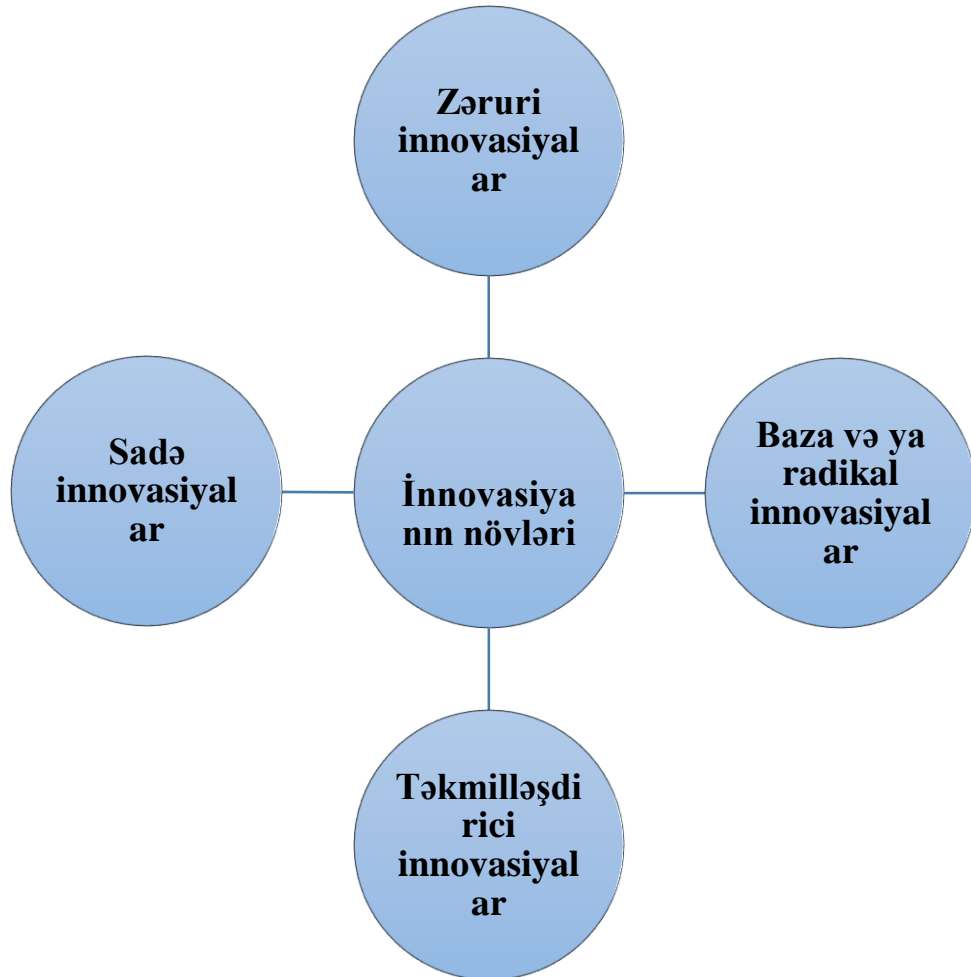 Zəruri
innovasiyal
ar
Sadə
innovasiyal
ar
İnnovasiya
nın növləri
Baza və ya
radikal
innovasiyal
ar
Təkmilləşdi
rici
innovasiyal
ar